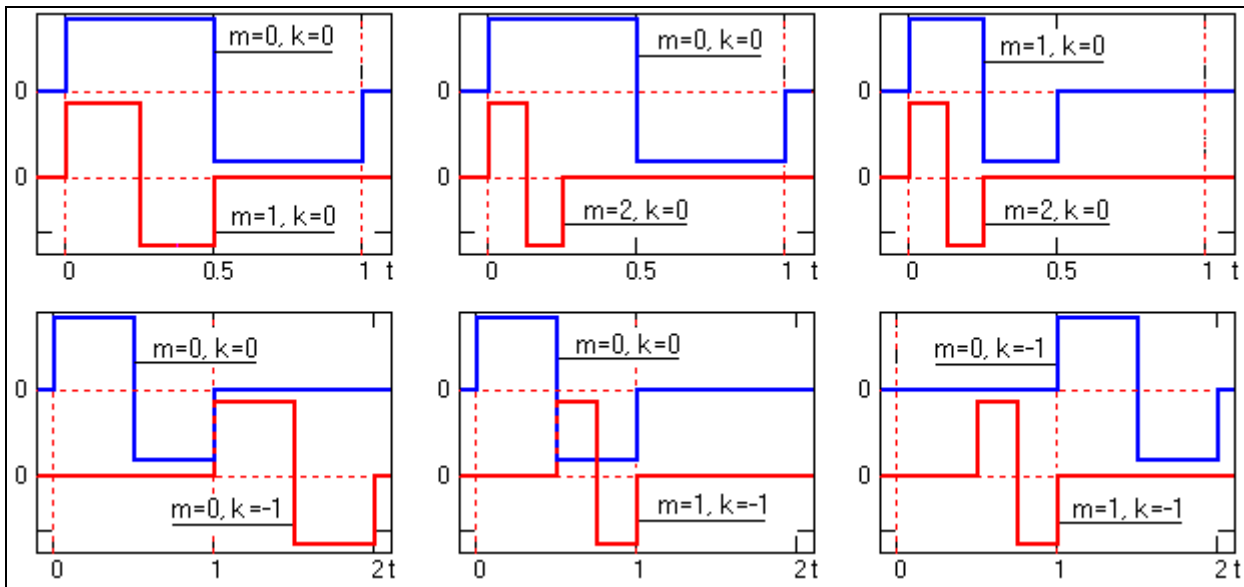 m=0, k=0
0
0
m=1, k=0
0 0.5 1 t
m=0, k=0
0
0
m=2, k=0
0 0.5 1 t
m=1, k=0
0
0
m=2, k=0
0 0.5 1 t
m=0, k=0
0
0
m=0, k=-1
0 1 2 t
m=0, k=0
0
0
m=1, k=-1
0 1 2 t
m=0, k=-1
0
0
m=1, k=-1
0 1 2 t